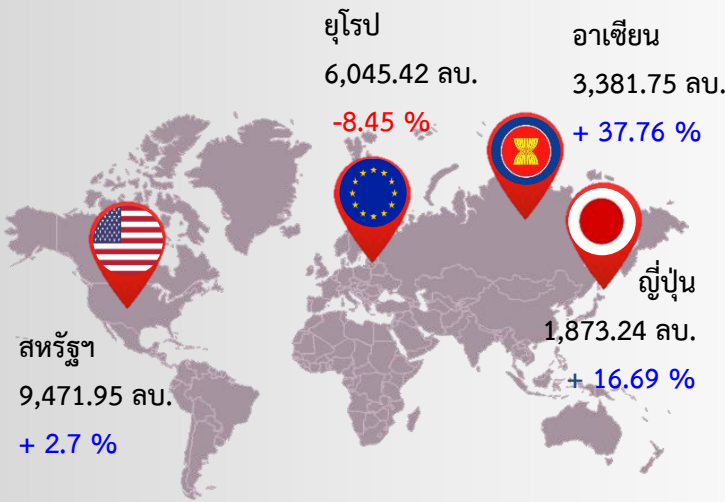 ยุโรป
6,045.42 ลบ.
-8.45 %
อาเซียน
3,381.75 ลบ.
+ 37.76 %
ญี่ปุ่น
1,873.24 ลบ.
+ 16.69 %
สหรัฐฯ
9,471.95 ลบ.
+ 2.7 %